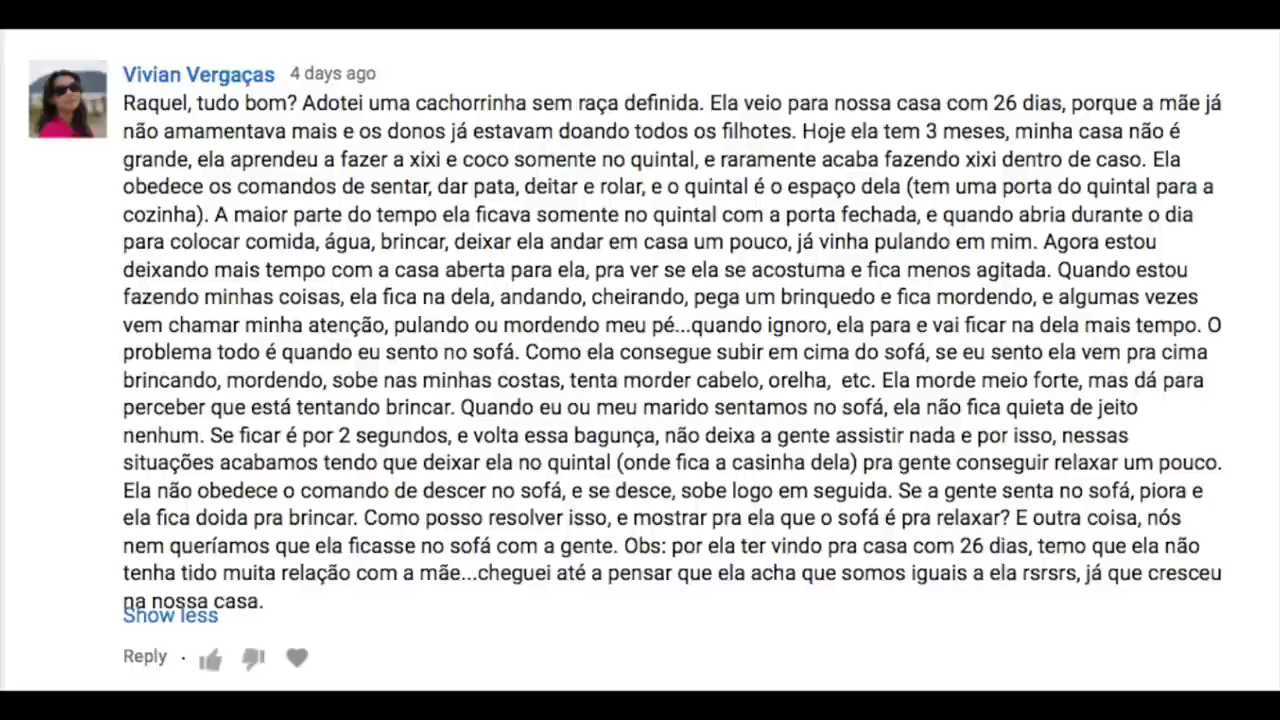 Vivian Vergaças 4 days ago
Raquel, tudo bom? Adotei uma cachorrinha sem raça definida. Ela veio para nossa casa com 26 dias, porque a mãe já
não amamentava mais e os donos já estavam doando todos os filhotes. Hoje ela tem 3 meses, minha casa não é
grande, ela aprendeu a fazer a xixi e coco somente no quintal, e raramente acaba fazendo xixi dentro de caso. Ela
obedece os comandos de sentar, dar pata, deitar e rolar, e o quintal é o espaço dela (tem uma porta do quintal para a
cozinha). A maior parte do tempo ela ficava somente no quintal com a porta fechada, e quando abria durante o dia
para colocar comida, água, brincar, deixar ela andar em casa um pouco, já vinha pulando em mim. Agora estou
deixando mais tempo com a casa aberta para ela, pra ver se ela se acostuma e fica menos agitada. Quando estou
fazendo minhas coisas, ela fica na dela, andando, cheirando, pega um brinquedo e fica mordendo, e algumas vezes
vem chamar minha atenção, pulando ou mordendo meu pé...quando ignoro, ela para e vai ficar na dela mais tempo. O
problema todo é quando eu sento no sofá. Como ela consegue subir em cima do sofá, se eu sento ela vem pra cima
brincando, mordendo, sobe nas minhas costas, tenta morder cabelo, orelha, etc. Ela morde meio forte, mas dá para
perceber que está tentando brincar. Quando eu ou meu marido sentamos no sofá, ela não fica quieta de jeito
nenhum. Se ficar é por 2 segundos, e volta essa bagunça, não deixa a gente assistir nada e por isso, nessas
situações acabamos tendo que deixar ela no quintal (onde fica a casinha dela) pra gente conseguir relaxar um pouco.
Ela não obedece o comando de descer no sofá, e se desce, sobe logo em seguida. Se a gente senta no sofá, piora e
ela fica doida pra brincar. Como posso resolver isso, e mostrar pra ela que o sofá é pra relaxar? E outra coisa, nós
nem queríamos que ela ficasse no sofá com a gente. Obs: por ela ter vindo pra casa com 26 dias, temo que ela não
tenha tido muita relação com a mãe...cheguei até a pensar que ela acha que somos iguais a ela rsrsrs, já que cresceu
na nossa casa.
Show less
Reply ·